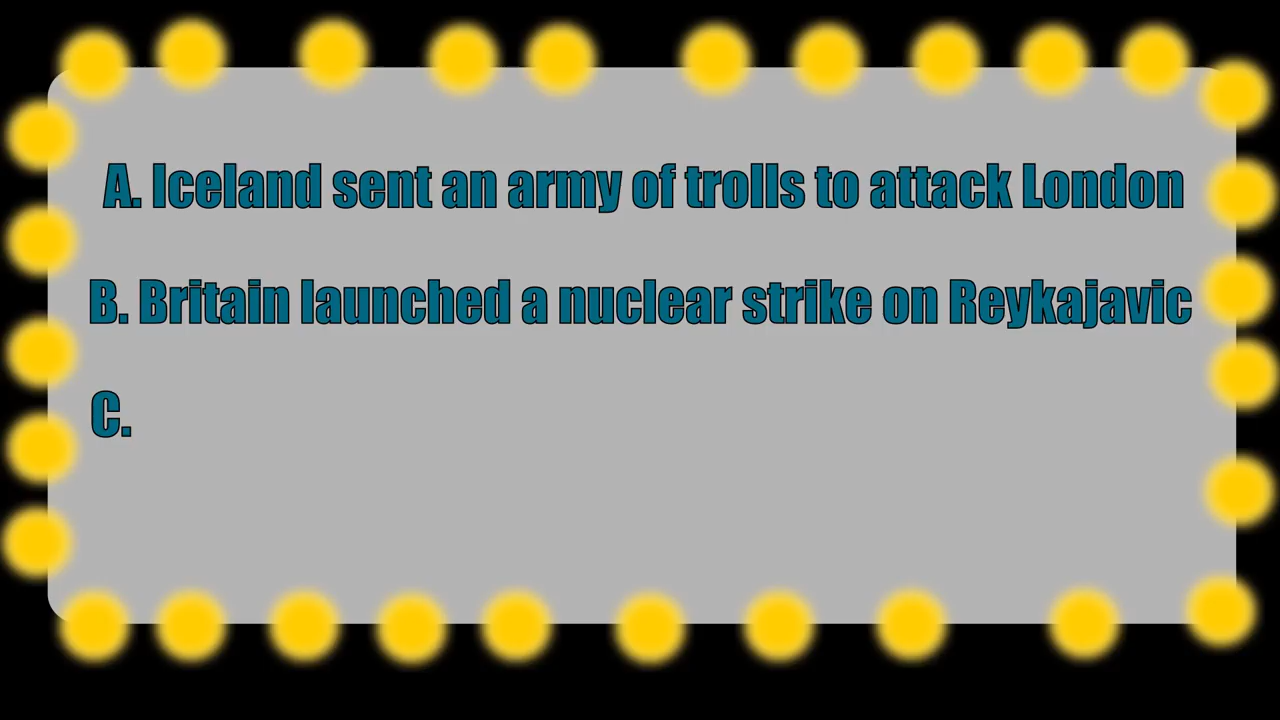 A. Iceland sent an army of trolls to attack London
B. Britain launched a nuclear strike on Reykajavic
C.